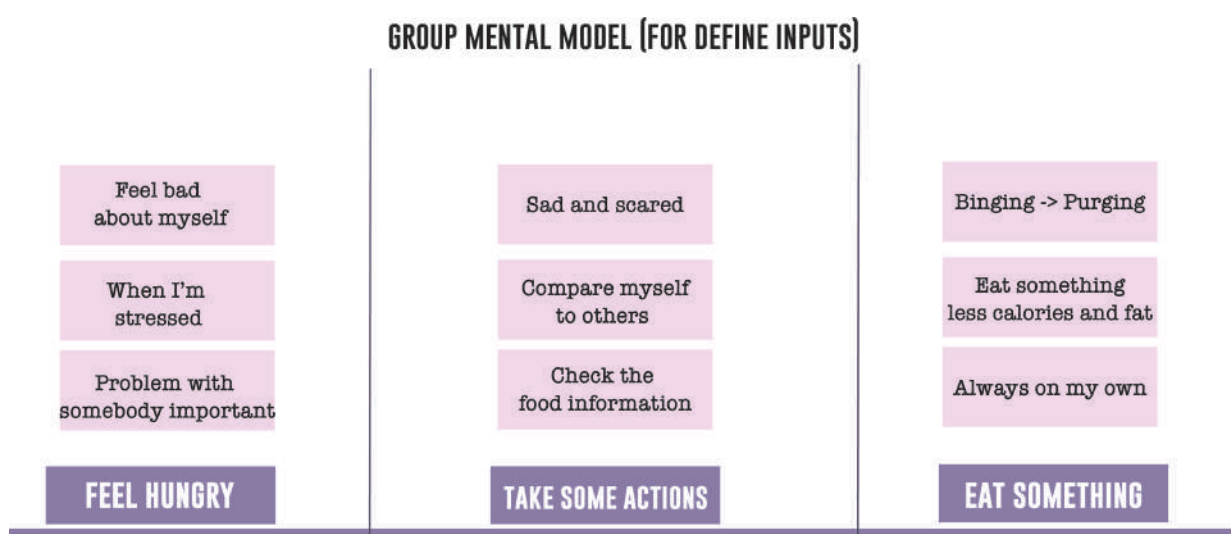 GROUP MENTAL MODEL (FOR DEFINE INPUTS)
Feel bad
about myself
When I'm
stressed
Problem with
somebody important
FEEL HUNGRY
Sad and scared
Compare myself
to others
Check the
food information
TAKE SOME ACTIONS
Binging -> Purging
Eat something
less calories and fat
Always on my own
EAT SOMETHING